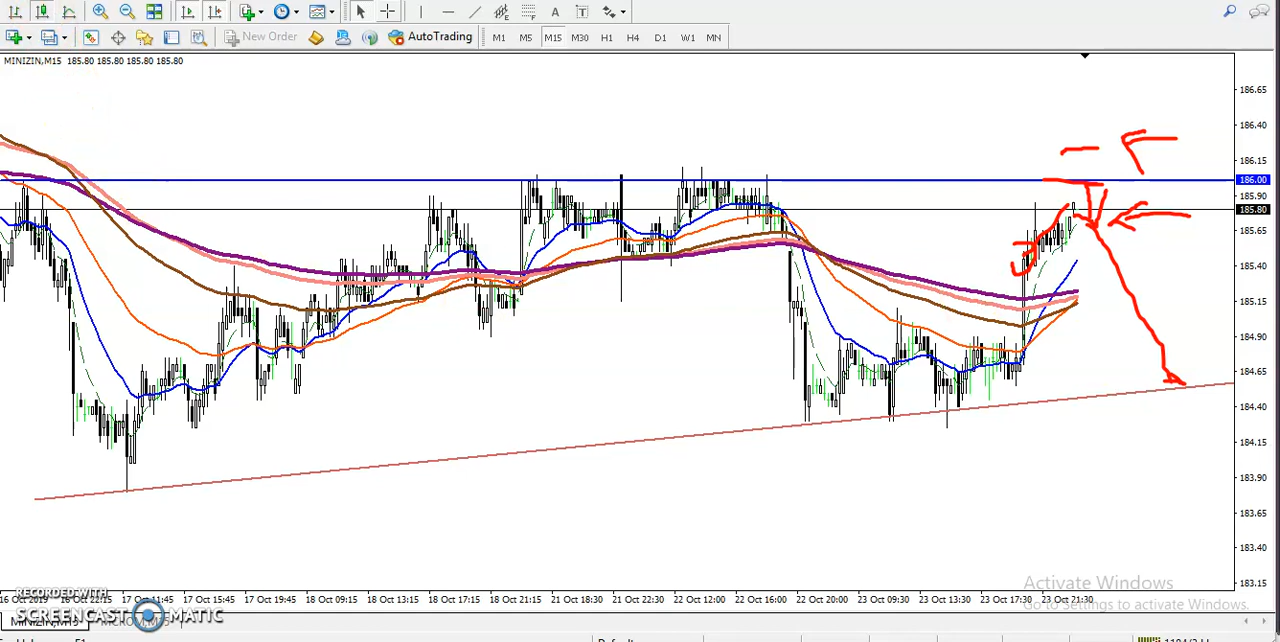 New Order
AutoTrading
M1 M5 M15 M30 H1 H4 D1 W1 MN
MINIZIN,M15 185.80 185.80 185.80 185.80
186.65
186.40
186.15
186.00
185.90
185.80
185.65
3
185.40
185.15
184.90
184.65
184.40
184.15
183.90
183.65
183.40
183.15
Activate Windows
Go to Settings to activate Windows.
16 Oct 2019 16 Oct 22:15 17 Oct 11:45 17 Oct 15:45 17 Oct 19:45 18 Oct 09:15 18 Oct 13:15 18 Oct 17:15 18 Oct 21:15 21 Oct 18:30 21 Oct 22:30 22 Oct 12:00 22 Oct 16:00 22 Oct 20:00 23 Oct 09:30 23 Oct 13:30 23 Oct 17:30 23 Oct 21:30
RECORDED WITH
SCREENCAST MATIC
MINIZIN,M15